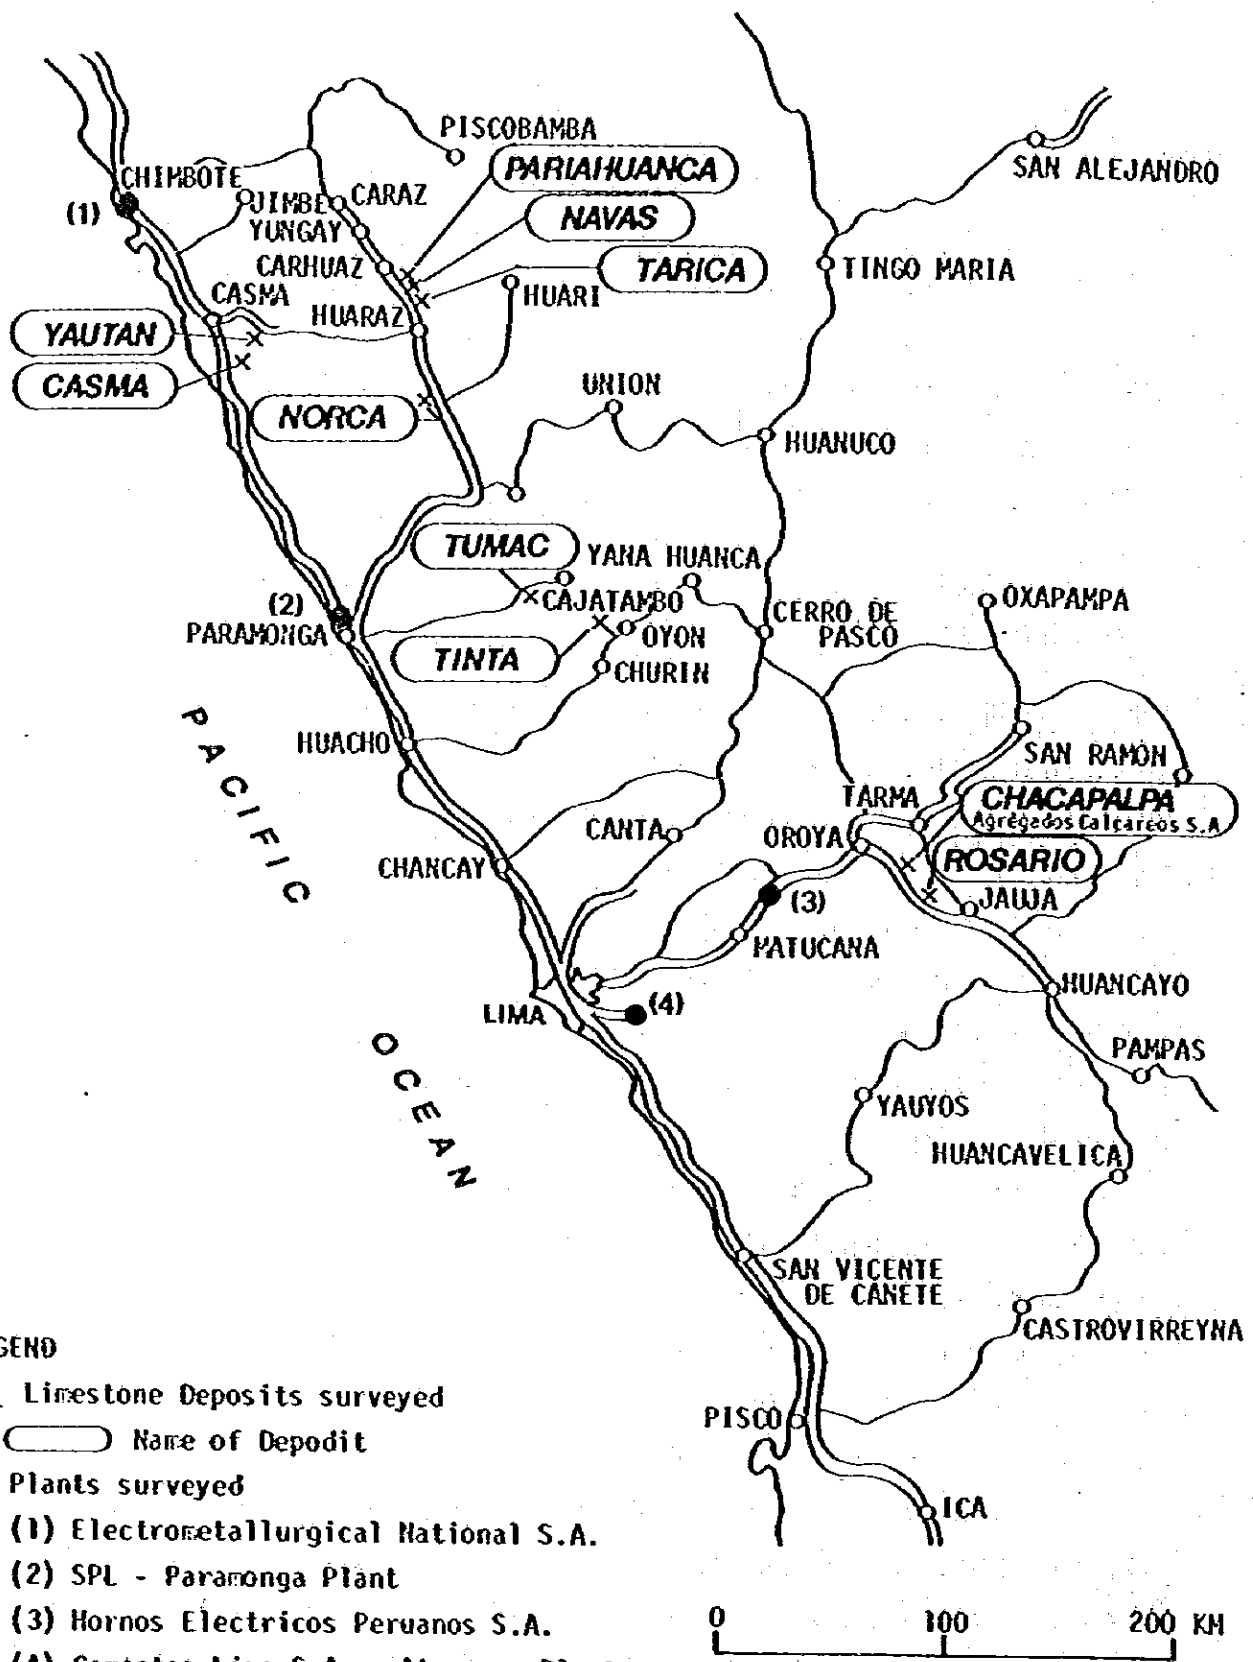 PISCOBAMBA
PARIAHUANCA
SAN ALEJANDRO
CHIMBOTE
(1)
JIMBE
CARAZ
NAVAS
YUNGAY
CARHUAZ
TARICA
TINGO MARIA
CASMA
HUARI
HUARAZ
YAUTAN
CASMA
UNION
NORCA
HUANUCO
TUMAC
YANA HUANCA
(2)
CAJATAMBO
OXAPAMPA
CERRO DE
PASCO
PARAMONGA
OYON
TINTA
CHURIN
PACIFIC
HUACHO
SAN RAMON
TARMA
CHACAPALPA
Agregados Calcareos S.A
CANTA
OROYA
ROSARIO
CHANCAY
(3)
JAUJA
MATUCANA
HUANCAYO
LIMA
(4)
OCEAN
PAMPAS
YAUYOS
HUANCAVELICA
SAN VICENTE
DE CANETE
CASTROVIRREYNA
GEND
Limestone Deposits surveyed
PISCO
Name of Depodit
Plants surveyed
ICA
(1) Electrometallurgical National S.A.
(2) SPL - Paramonga Plant
(3) Hornos Electricos Peruanos S.A.
0 100 200 KM